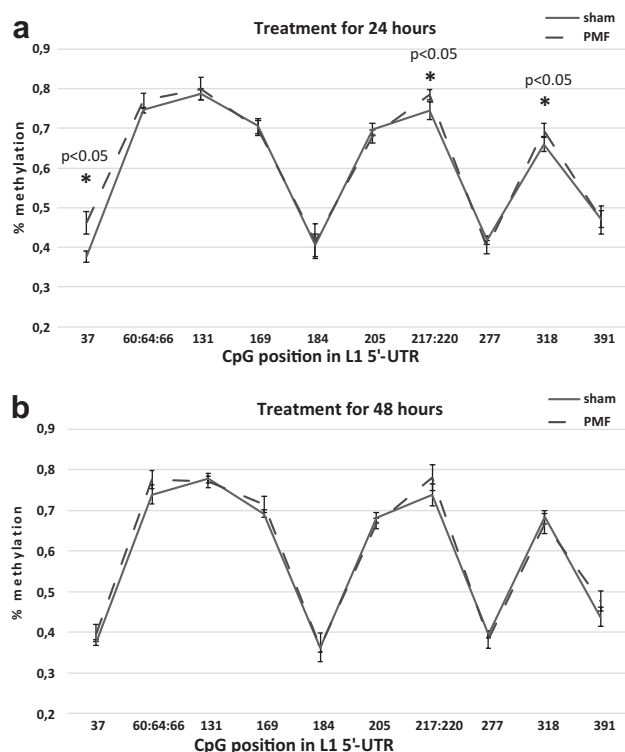 a
Treatment for 24 hours
sham
PMF
0,9
0,8
0,7
0,6
0,5
0,4
0,3
0,2
% methylation
p<0.05
*
p<0.05
*
p<0.05
*
37 60:64:66 131 169 184 205 217:220 277 318 391
CpG position in L1 5'-UTR
b
Treatment for 48 hours
sham
PMF
0,9
0,8
0,7
0,6
0,5
0,4
0,3
0,2
% methylation
37 60:64:66 131 169 184 205 217:220 277 318 391
CpG position in L1 5'-UTR